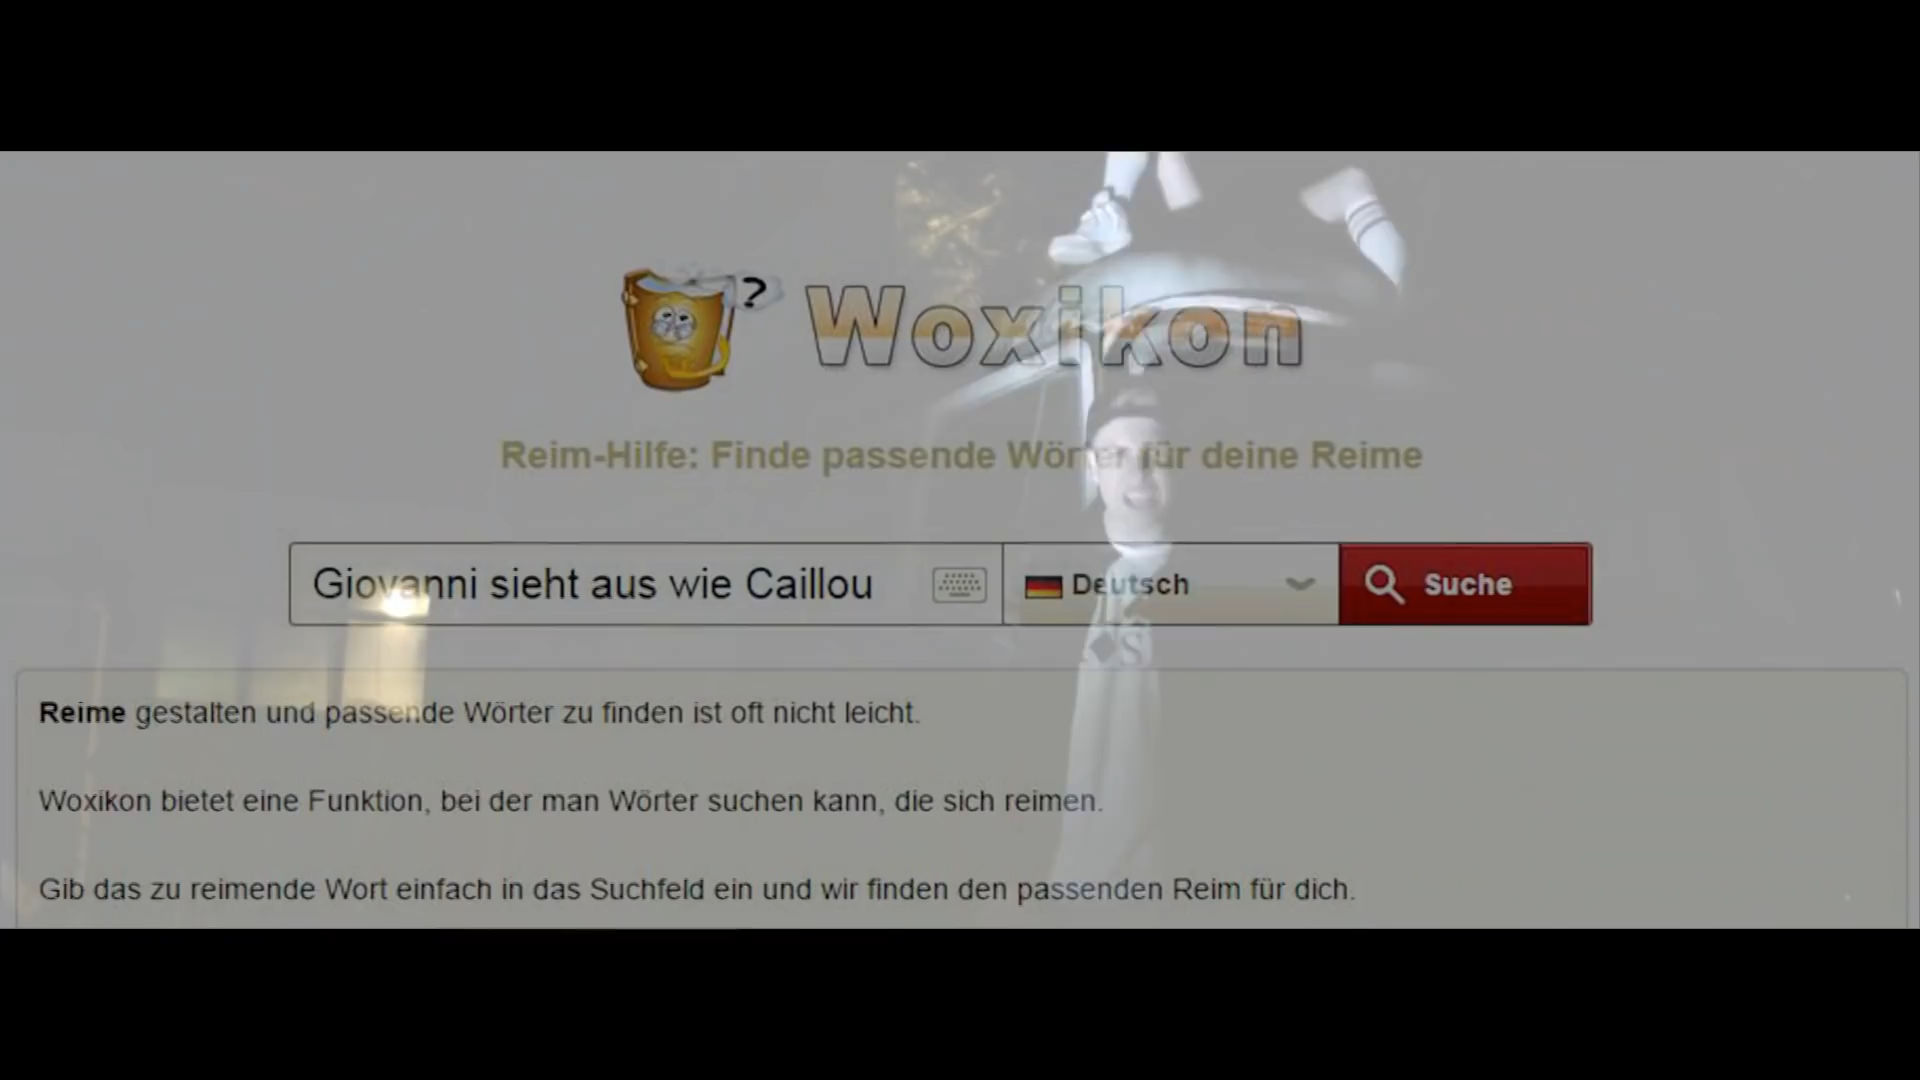 ?
Woxikon
Reim-Hilfe: Finde passende Wörter für deine Reime
Giovanni sieht aus wie Caillou
Deutsch
Suche
Reime gestalten und passende Wörter zu finden ist oft nicht leicht.
Woxikon bietet eine Funktion, bei der man Wörter suchen kann, die sich reimen.
Gib das zu reimende Wort einfach in das Suchfeld ein und wir finden den passenden Reim für dich.